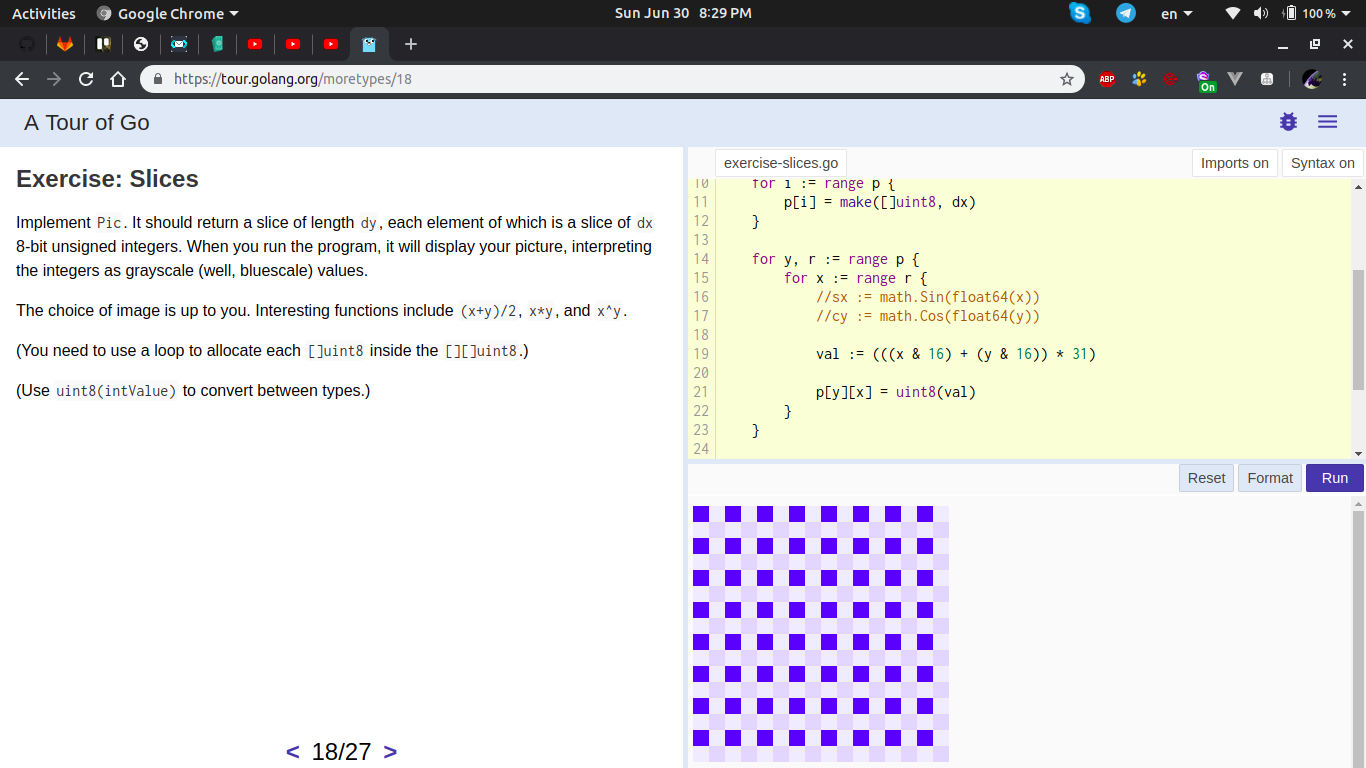 Activities
Google Chrome
Sun Jun 30 8:29 PM
en
100 %
https://tour.golang.org/moretypes/18
ABP
On
A Tour of Go
Exercise: Slices
Implement Pic. It should return a slice of length dy, each element of which is a slice of dx
8-bit unsigned integers. When you run the program, it will display your picture, interpreting
the integers as grayscale (well, bluescale) values.
The choice of image is up to you. Interesting functions include (x+y)/2, x*y, and x^y.
(You need to use a loop to allocate each []uint8 inside the [][]uint8.)
(Use uint8(intValue) to convert between types.)
< 18/27 >
exercise-slices.go
Imports on
Syntax on
10 for i := range p {
11 p[i] = make([]uint8, dx)
12 }
13
14 for y, r := range p {
15 for x := range r {
16 //sx := math.Sin(float64(x))
17 //cy := math.Cos(float64(y))
18
19 val := (((x & 16) + (y & 16)) * 31)
20
21 p[y][x] = uint8(val)
22 }
23 }
24
Reset
Format
Run